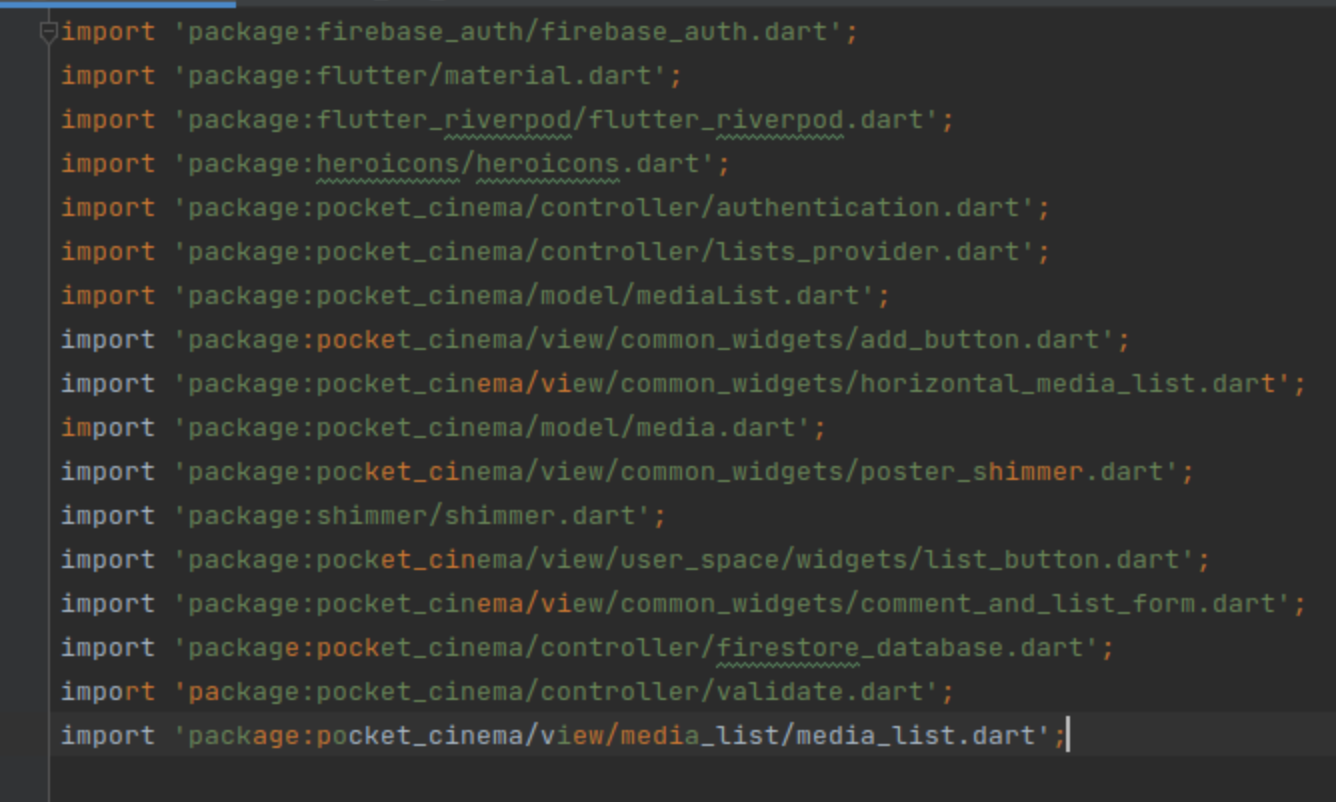 import 'package:firebase_auth/firebase_auth.dart';
import 'package:flutter/material.dart';
import 'package:flutter_riverpod/flutter_riverpod.dart';
import 'package:heroicons/heroicons.dart';
import 'package:pocket_cinema/controller/authentication.dart';
import 'package:pocket_cinema/controller/lists_provider.dart';
import 'package:pocket_cinema/model/mediaList.dart';
import 'package:pocket_cinema/view/common_widgets/add_button.dart';
import 'package:pocket_cinema/view/common_widgets/horizontal_media_list.dart';
import 'package:pocket_cinema/model/media.dart';
import 'package:pocket_cinema/view/common_widgets/poster_shimmer.dart';
import 'package:shimmer/shimmer.dart';
import 'package:pocket_cinema/view/user_space/widgets/list_button.dart';
import 'package:pocket_cinema/view/common_widgets/comment_and_list_form.dart';
import 'package:pocket_cinema/controller/firestore_database.dart';
import 'package:pocket_cinema/controller/validate.dart';
import 'package:pocket_cinema/view/media_list/media_list.dart';